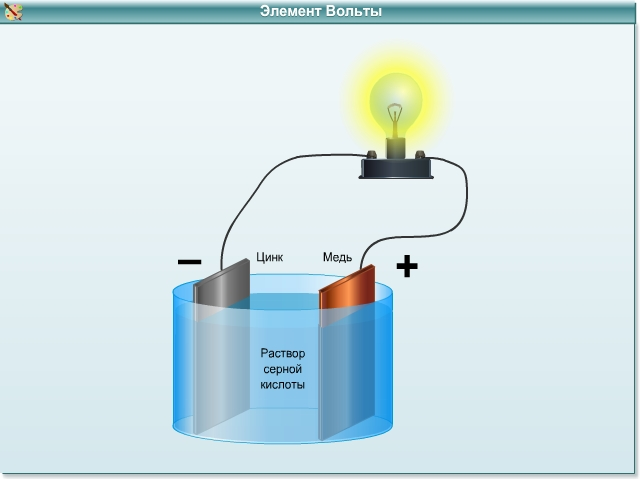 Элемент Вольты
− Цинк Медь +
Раствор
серной
кислоты